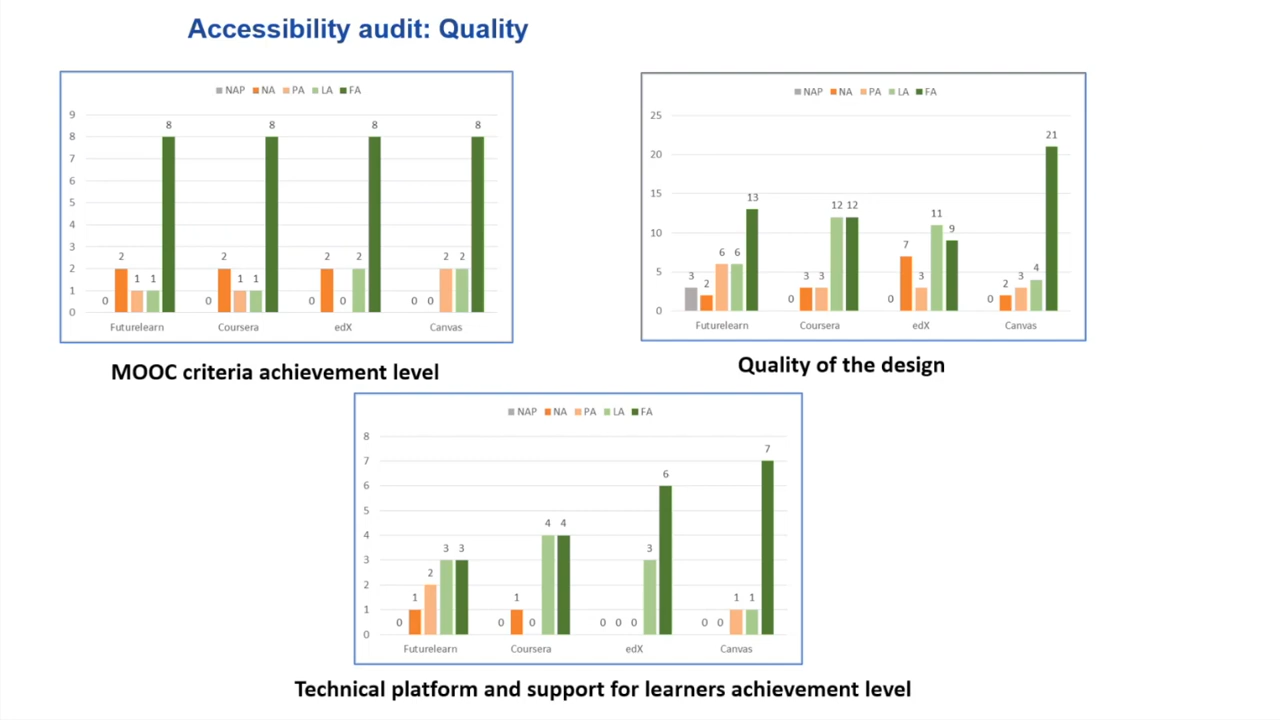 Accessibility audit: Quality
NAP NA PA LA FA
9
8
7
6
5
4
3
2
1
0
0 2 1 1 8
0 2 1 1 8
0 2 0 2 8
0 0 2 2 8
Futurelearn Coursera edX Canvas
MOOC criteria achievement level
NAP NA PA LA FA
25
20
15
10
5
0
3 2 6 6 13
0 3 3 12 12
0 7 3 11 9
0 2 3 4 21
Futurelearn Coursera edX Canvas
Quality of the design
NAP NA PA LA FA
8
7
6
5
4
3
2
1
0
0 1 2 3 3
0 1 0 4 4
0 0 0 3 6
0 0 1 1 7
Futurelearn Coursera edX Canvas
Technical platform and support for learners achievement level